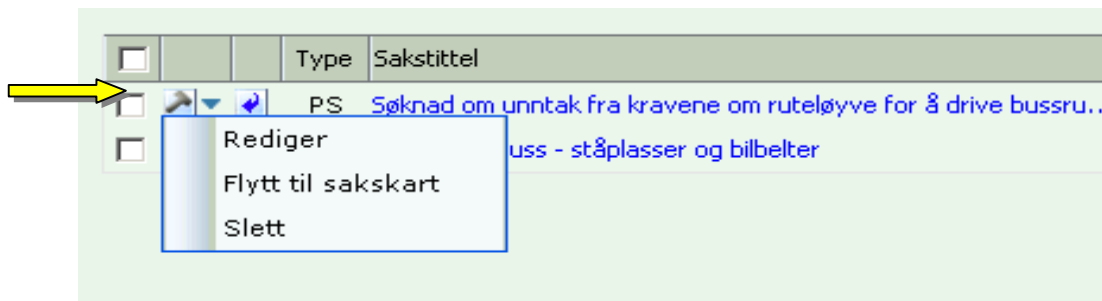 Type Sakstittel
PS Søknad om unntak fra kravene om ruteløyve for å drive bussru...
Rediger
uss - ståplasser og bilbelter
Flytt til sakskart
Slett